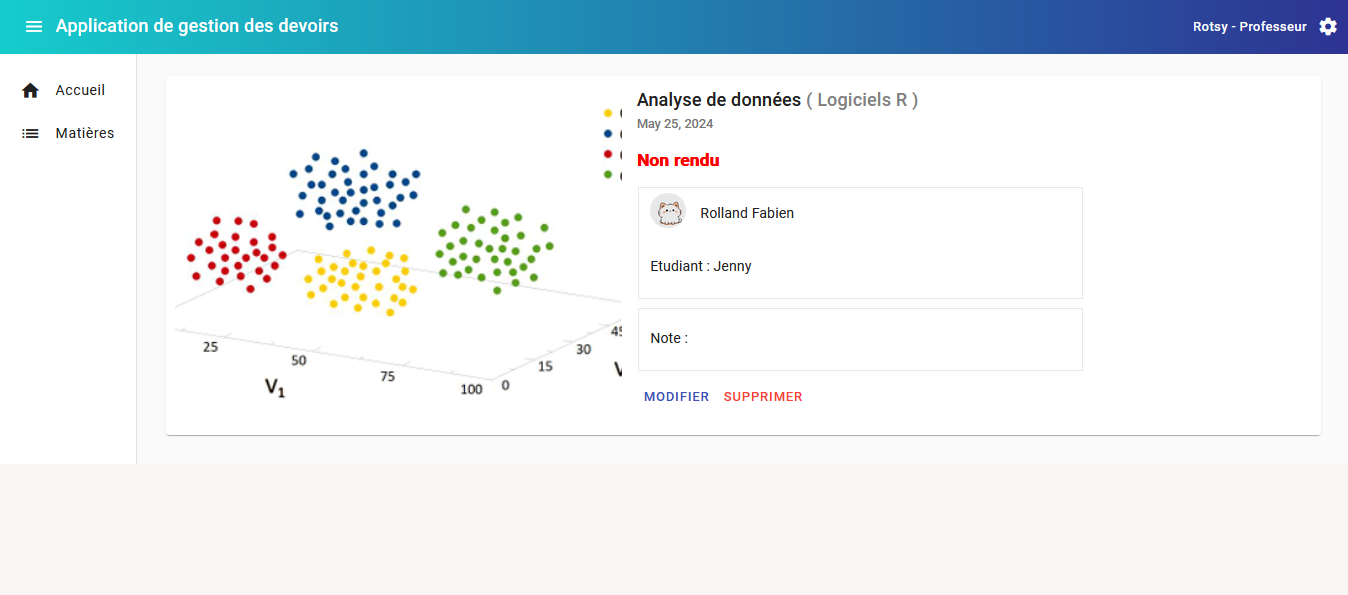 Application de gestion des devoirs
Rotsy - Professeur
Accueil
Matières
Analyse de données ( Logiciels R )
May 25, 2024
Non rendu
Rolland Fabien
Etudiant : Jenny
Note :
MODIFIER SUPPRIMER
25
50
75
100
0
15
30
45
V1